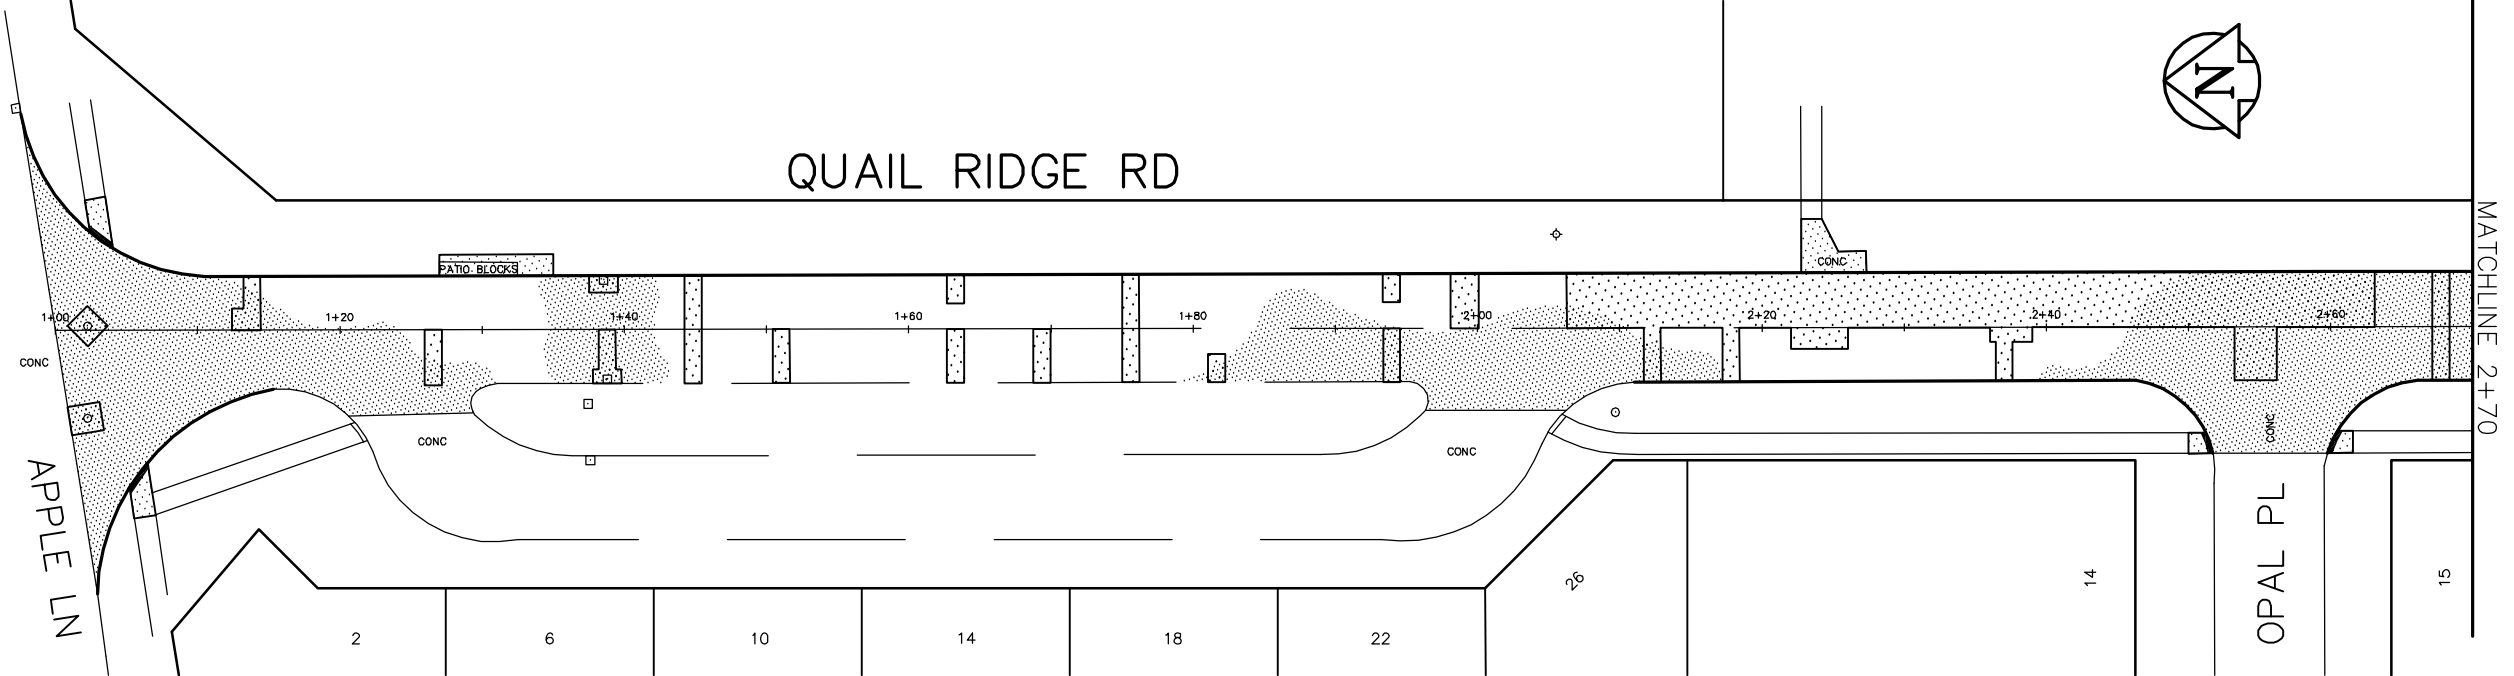 N
QUAIL RIDGE RD
MATCHLINE 2+70
PATIO BLOCKS
CONC
1+00
1+20
1+40
1+60
1+80
2+00
2+20
2+40
2+60
CONC
CONC
CONC
CONC
APPLE LN
OPAL PL
2
6
10
14
18
22
26
14
15